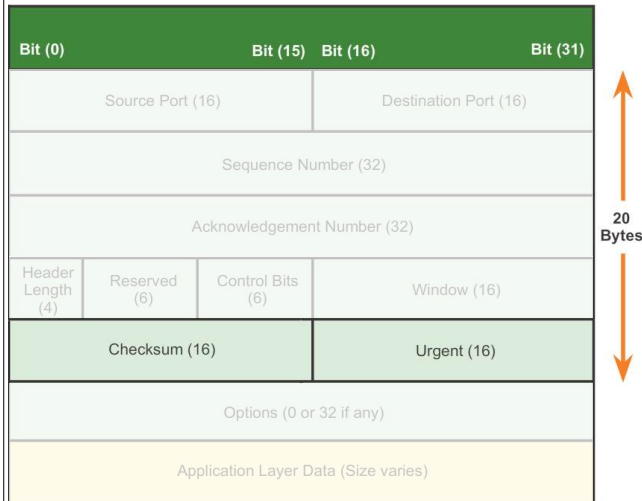 Bit (0) Bit (15) Bit (16) Bit (31)
Source Port (16) Destination Port (16)
Sequence Number (32)
Acknowledgement Number (32)
Header
Length
(4)
Reserved
(6)
Control Bits
(6)
Window (16)
Checksum (16) Urgent (16)
Options (0 or 32 if any)
Application Layer Data (Size varies)
20
Bytes